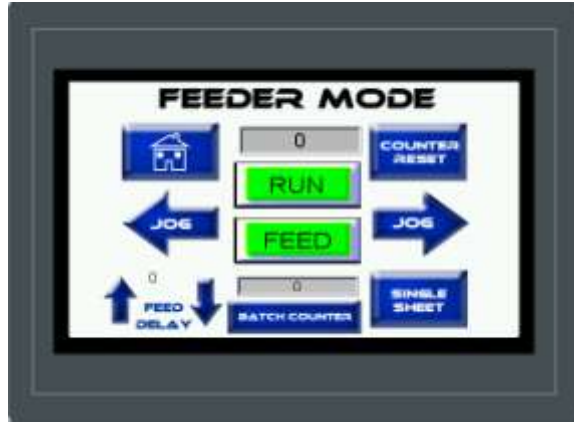 FEEDER MODE
0
COUNTER
RESET
RUN
JOG
JOG
FEED
0
FEED
DELAY
0
BATCH COUNTER
SINGLE
SHEET